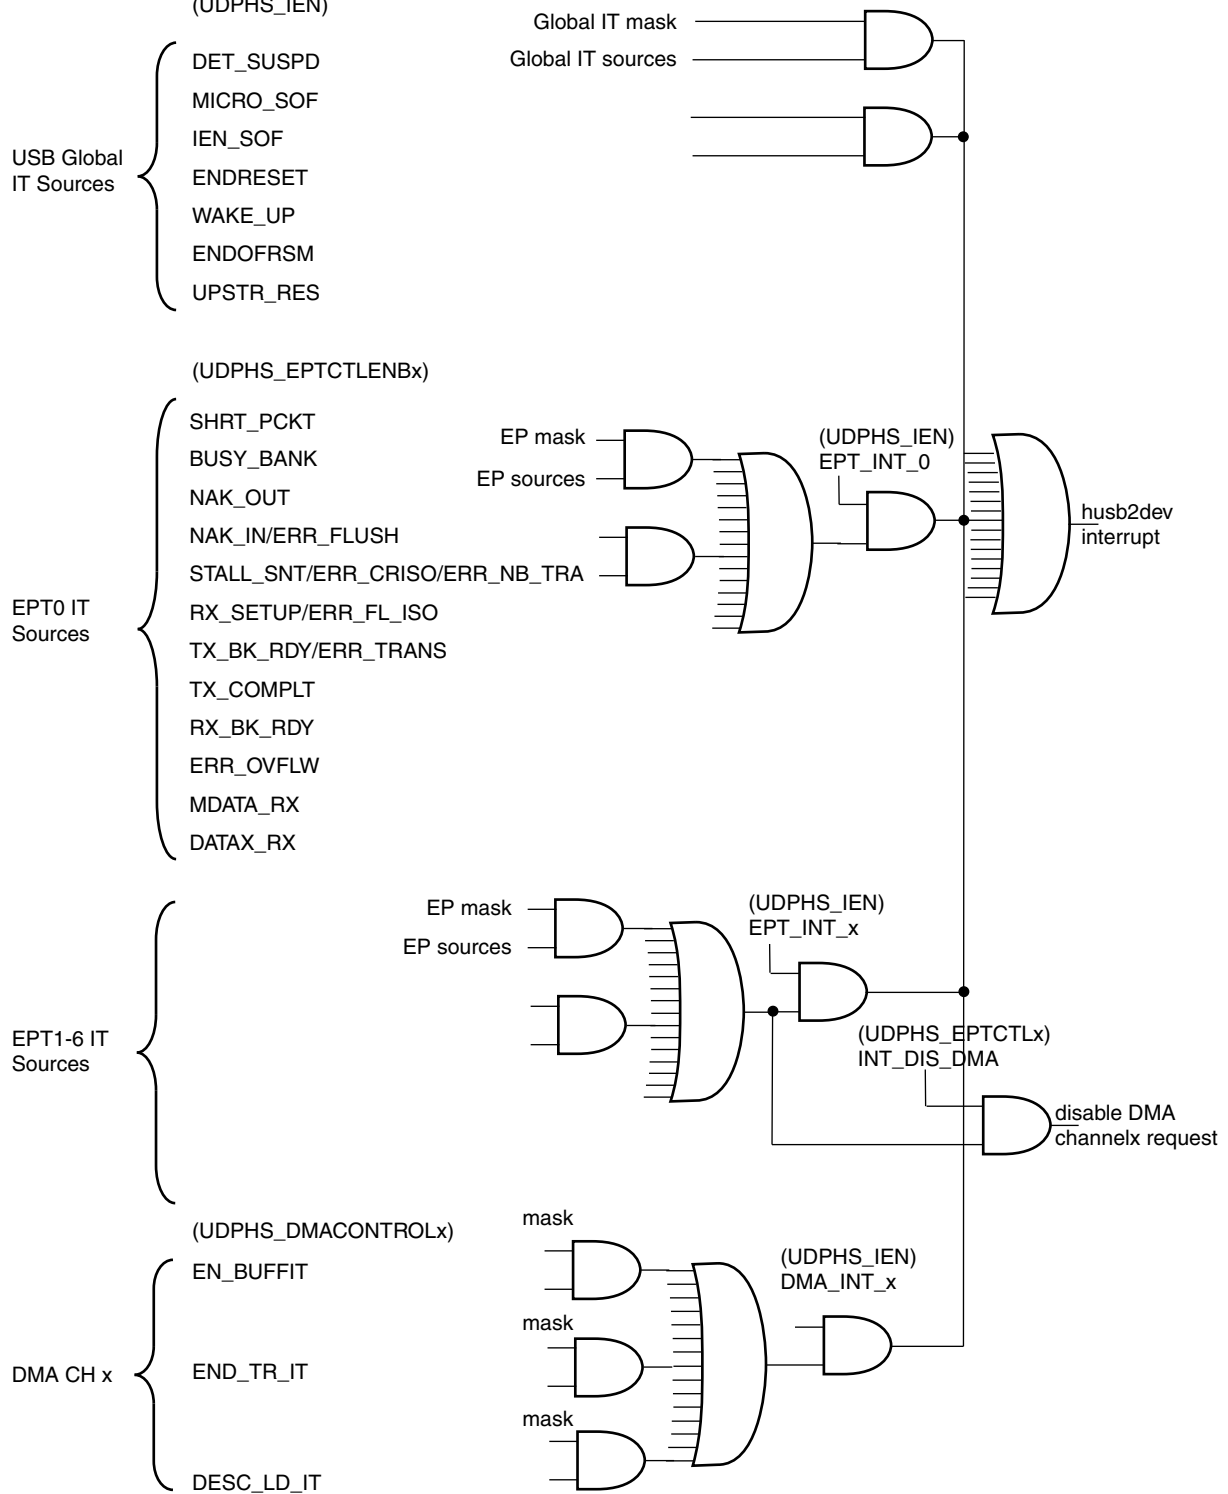 (UDPHS_IEN)
Global IT mask
Global IT sources
USB Global
IT Sources
DET_SUSPD
MICRO_SOF
IEN_SOF
ENDRESET
WAKE_UP
ENDOFRSM
UPSTR_RES
(UDPHS_EPTCTLENBx)
EPT0 IT
Sources
SHRT_PCKT
BUSY_BANK
NAK_OUT
NAK_IN/ERR_FLUSH
STALL_SNT/ERR_CRISO/ERR_NB_TRA
RX_SETUP/ERR_FL_ISO
TX_BK_RDY/ERR_TRANS
TX_COMPLT
RX_BK_RDY
ERR_OVFLW
MDATA_RX
DATAX_RX
EP mask
EP sources
(UDPHS_IEN)
EPT_INT_0
husb2dev
interrupt
EPT1-6 IT
Sources
EP mask
EP sources
(UDPHS_IEN)
EPT_INT_x
(UDPHS_EPTCTLx)
INT_DIS_DMA
disable DMA
channelx request
(UDPHS_DMACONTROLx)
DMA CH x
EN_BUFFIT
END_TR_IT
DESC_LD_IT
mask
mask
mask
(UDPHS_IEN)
DMA_INT_x